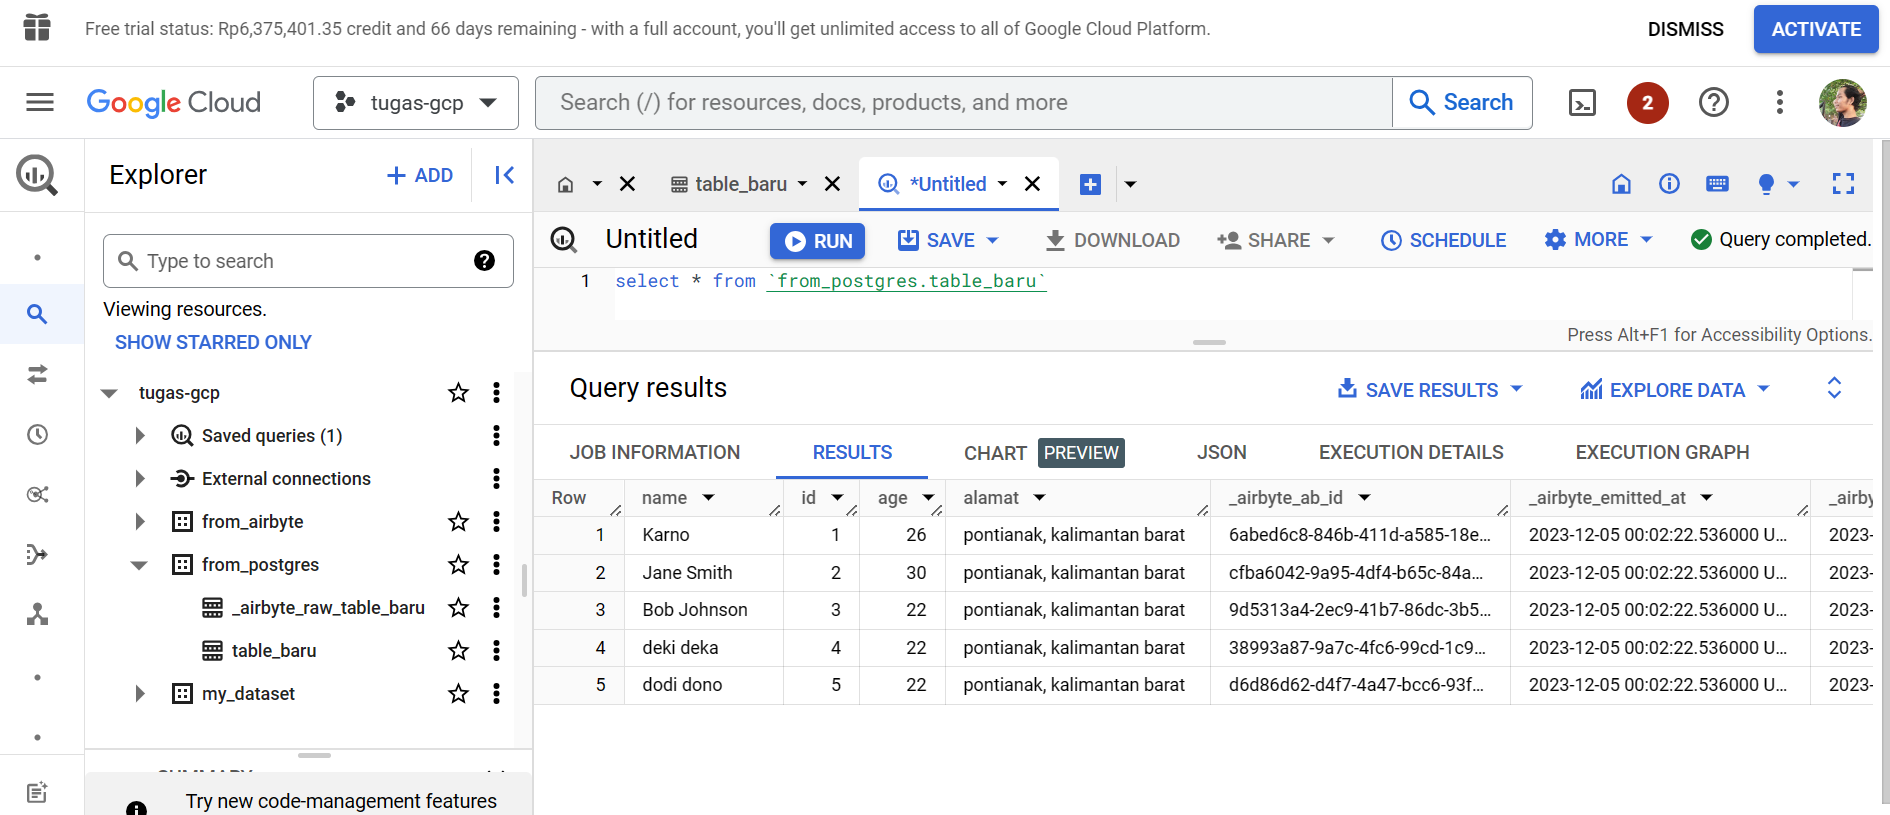 Free trial status: Rp6,375,401.35 credit and 66 days remaining - with a full account, you'll get unlimited access to all of Google Cloud Platform.
DISMISS
ACTIVATE
Google Cloud
tugas-gcp
Search (/) for resources, docs, products, and more
Search
2
Explorer
+ ADD
Type to search
Viewing resources.
SHOW STARRED ONLY
tugas-gcp
Saved queries (1)
External connections
from_airbyte
from_postgres
_airbyte_raw_table_baru
table_baru
my_dataset
SUMMARY
Try new code-management features
table_baru
*Untitled
Untitled
RUN
SAVE
DOWNLOAD
SHARE
SCHEDULE
MORE
Query completed.
1 select * from `from_postgres.table_baru`
Press Alt+F1 for Accessibility Options.
Query results
SAVE RESULTS
EXPLORE DATA
JOB INFORMATION RESULTS CHART PREVIEW JSON EXECUTION DETAILS EXECUTION GRAPH
Row name id age alamat _airbyte_ab_id _airbyte_emitted_at _airby
1 Karno 1 26 pontianak, kalimantan barat 6abed6c8-846b-411d-a585-18e... 2023-12-05 00:02:22.536000 U... 2023-
2 Jane Smith 2 30 pontianak, kalimantan barat cfba6042-9a95-4df4-b65c-84a... 2023-12-05 00:02:22.536000 U... 2023-
3 Bob Johnson 3 22 pontianak, kalimantan barat 9d5313a4-2ec9-41b7-86dc-3b5... 2023-12-05 00:02:22.536000 U... 2023-
4 deki deka 4 22 pontianak, kalimantan barat 38993a87-9a7c-4fc6-99cd-1c9... 2023-12-05 00:02:22.536000 U... 2023-
5 dodi dono 5 22 pontianak, kalimantan barat d6d86d62-d4f7-4a47-bcc6-93f... 2023-12-05 00:02:22.536000 U... 2023-